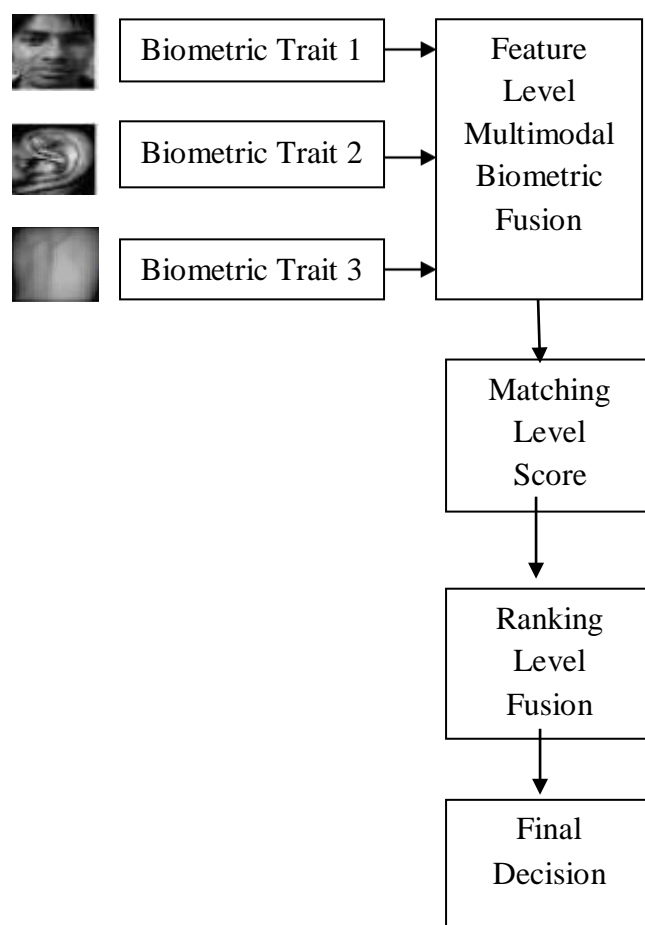 Biometric Trait 1
Biometric Trait 2
Biometric Trait 3
Feature
Level
Multimodal
Biometric
Fusion
Matching
Level
Score
Ranking
Level
Fusion
Final
Decision